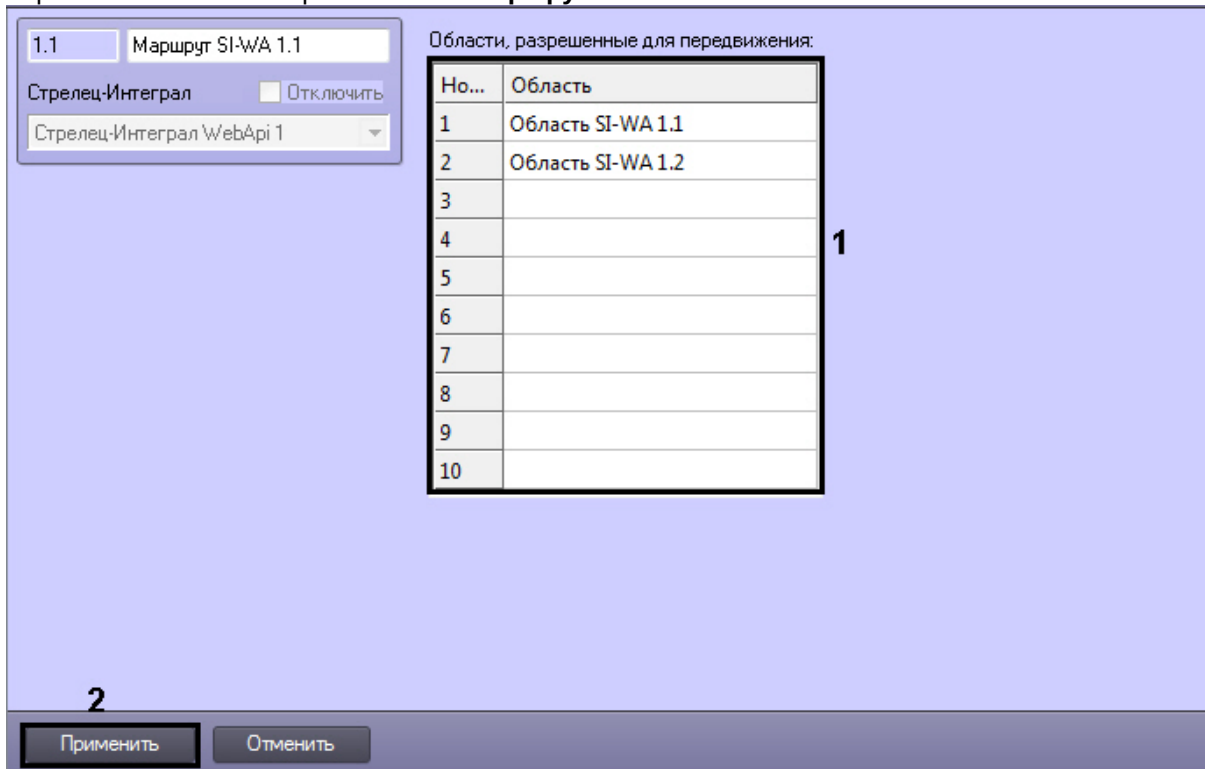 1.1 Маршрут SI-WA 1.1
Стрелец-Интеграл Отключить
Стрелец-Интеграл WebApi 1
Области, разрешенные для передвижения:
Но... Область
1 Область SI-WA 1.1
2 Область SI-WA 1.2
3
4
5
6
7
8
9
10
1
2
Применить Отменить